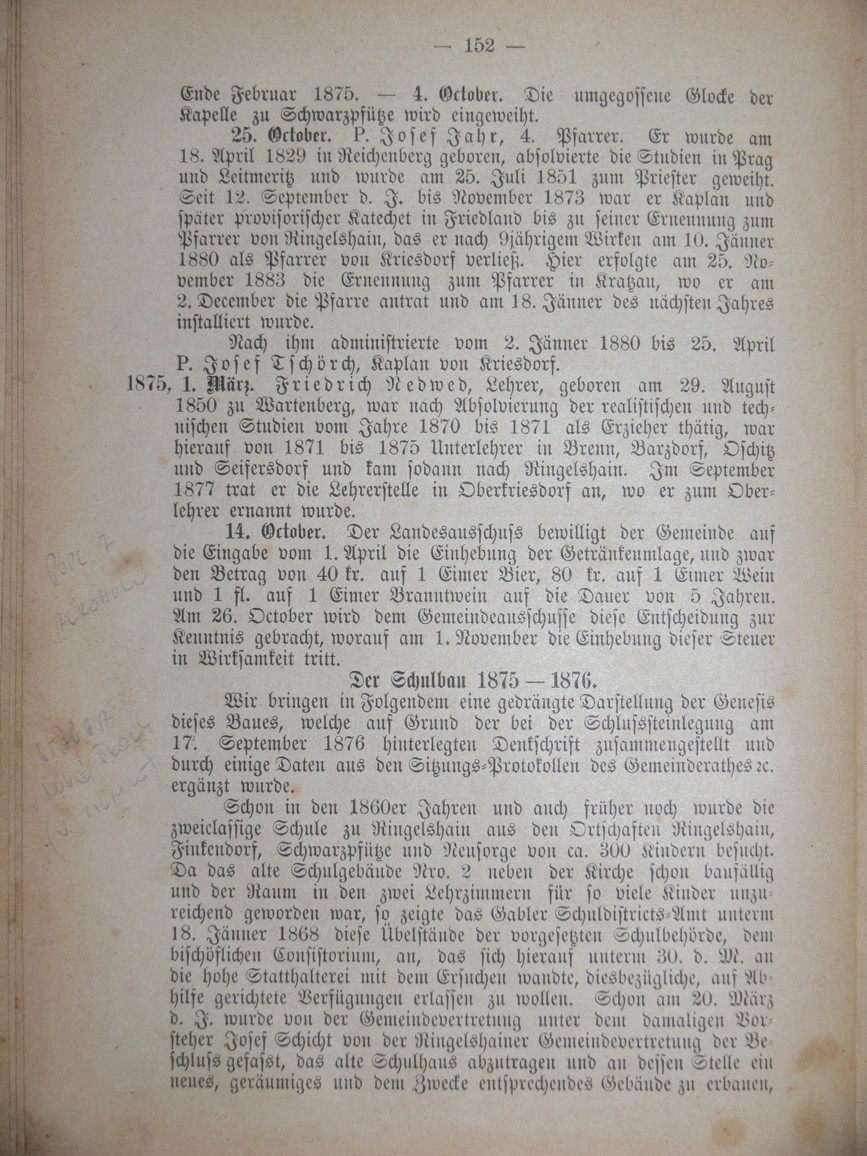 — 152 —
Ende Februar 1875. — 4. October. Die umgegossene Glocke der
Kapelle zu Schwarzpfütze wird eingeweiht.
25. October. P. Josef Jahr, 4. Pfarrer. Er wurde am
18. April 1829 in Reichenberg geboren, absolvierte die Studien in Prag
und Leitmeritz und wurde am 25. Juli 1851 zum Priester geweiht.
Seit 12. September d. J. bis November 1873 war er Kaplan und
später provisorischer Katechet in Friedland bis zu seiner Ernennung zum
Pfarrer von Ringelshain, das er nach 9jährigem Wirken am 10. Jänner
1880 als Pfarrer von Kriesdorf verließ. Hier erfolgte am 25. No-
vember 1883 die Ernennung zum Pfarrer in Kratzau, wo er am
2. December die Pfarre antrat und am 18. Jänner des nächsten Jahres
installiert wurde.
Nach ihm administrierte vom 2. Jänner 1880 bis 25. April
P. Josef Tschörch, Kaplan von Kriesdorf.
1875, 1. März. Friedrich Nedwed, Lehrer, geboren am 29. August
1850 zu Wartenberg, war nach Absolvierung der realistischen und tech-
nischen Studien vom Jahre 1870 bis 1871 als Erzieher thätig, war
hierauf von 1871 bis 1875 Unterlehrer in Brenn, Barzdorf, Oschitz
und Seifersdorf und kam sodann nach Ringelshain. Im September
1877 trat er die Lehrerstelle in Oberkriesdorf an, wo er zum Ober-
lehrer ernannt wurde.
14. October. Der Landesausschuss bewilligt der Gemeinde auf
die Eingabe vom 1. April die Einhebung der Getränkeumlage, und zwar
den Betrag von 40 kr. auf 1 Eimer Bier, 80 kr. auf 1 Eimer Wein
und 1 fl. auf 1 Eimer Branntwein auf die Dauer von 5 Jahren.
Am 26. October wird dem Gemeindeausschusse diese Entscheidung zur
Kenntnis gebracht, worauf am 1. November die Einhebung dieser Steuer
in Wirksamkeit tritt.
Der Schulbau 1875 — 1876.
Wir bringen in Folgendem eine gedrängte Darstellung der Genesis
dieses Baues, welche auf Grund der bei der Schlusssteinlegung am
17. September 1876 hinterlegten Denkschrift zusammengestellt und
durch einige Daten aus den Sitzungs-Protokollen des Gemeinderathes ꝛc.
ergänzt wurde.
Schon in den 1860er Jahren und auch früher noch wurde die
zweiclassige Schule zu Ringelshain aus den Ortschaften Ringelshain,
Finkendorf, Schwarzpfütze und Neusorge von ca. 300 Kindern besucht.
Da das alte Schulgebäude Nro. 2 neben der Kirche schon baufällig
und der Raum in den zwei Lehrzimmern für so viele Kinder unzu-
reichend geworden war, so zeigte das Gabler Schuldistricts-Amt unterm
18. Jänner 1868 diese Übelstände der vorgesetzten Schulbehörde, dem
bischöflichen Consistorium, an, das sich hierauf unterm 30. d. M. an
die hohe Statthalterei mit dem Ersuchen wandte, diesbezügliche, auf Ab-
hilfe gerichtete Verfügungen erlassen zu wollen. Schon am 20. März
d. J. wurde von der Gemeindevertretung unter dem damaligen Vor-
steher Josef Schicht von der Ringelshainer Gemeindevertretung der Be-
schluss gefasst, das alte Schulhaus abzutragen und an dessen Stelle ein
neues, geräumiges und dem Zwecke entsprechendes Gebäude zu erbauen,